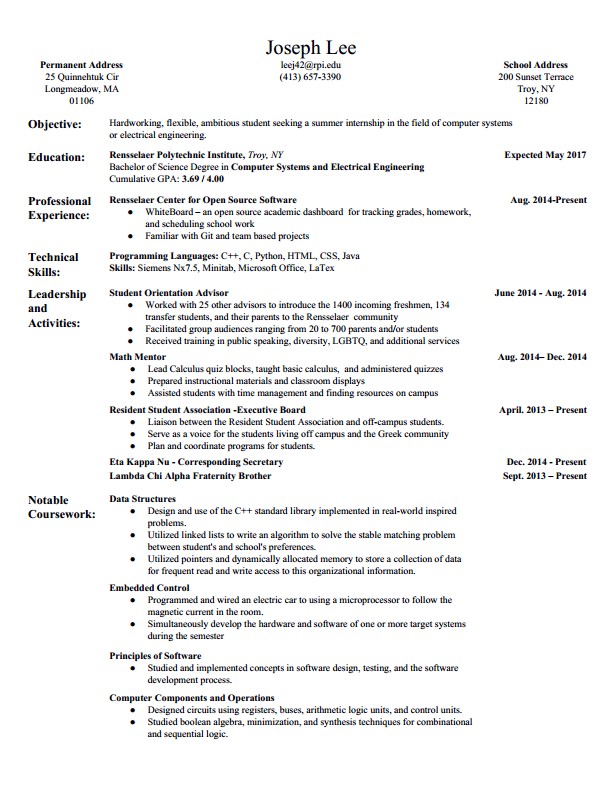 Joseph Lee
Permanent Address
leej42@rpi.edu
School Address
25 Quinnehtuk Cir
(413) 657-3390
200 Sunset Terrace
Longmeadow, MA
Troy, NY
01106
12180
Objective:
Hardworking, flexible, ambitious student seeking a summer internship in the field of computer systems
or electrical engineering.
Education:
Rensselaer Polytechnic Institute, Troy, NY
Expected May 2017
Bachelor of Science Degree in Computer Systems and Electrical Engineering
Cumulative GPA: 3.69 / 4.00
Professional
Experience:
Rensselaer Center for Open Source Software
Aug. 2014-Present
● WhiteBoard – an open source academic dashboard for tracking grades, homework,
and scheduling school work
● Familiar with Git and team based projects
Technical
Skills:
Programming Languages: C++, C, Python, HTML, CSS, Java
Skills: Siemens Nx7.5, Minitab, Microsoft Office, LaTex
Leadership
and
Activities:
Student Orientation Advisor
June 2014 - Aug. 2014
● Worked with 25 other advisors to introduce the 1400 incoming freshmen, 134
transfer students, and their parents to the Rensselaer community
● Facilitated group audiences ranging from 20 to 700 parents and/or students
● Received training in public speaking, diversity, LGBTQ, and additional services
Math Mentor
Aug. 2014– Dec. 2014
● Lead Calculus quiz blocks, taught basic calculus, and administered quizzes
● Prepared instructional materials and classroom displays
● Assisted students with time management and finding resources on campus
Resident Student Association -Executive Board
April. 2013 – Present
● Liaison between the Resident Student Association and off-campus students.
● Serve as a voice for the students living off campus and the Greek community
● Plan and coordinate programs for students.
Eta Kappa Nu - Corresponding Secretary
Dec. 2014 - Present
Lambda Chi Alpha Fraternity Brother
Sept. 2013 – Present
Notable
Coursework:
Data Structures
● Design and use of the C++ standard library implemented in real-world inspired
problems.
● Utilized linked lists to write an algorithm to solve the stable matching problem
between student's and school's preferences.
● Utilized pointers and dynamically allocated memory to store a collection of data
for frequent read and write access to this organizational information.
Embedded Control
● Programmed and wired an electric car to using a microprocessor to follow the
magnetic current in the room.
● Simultaneously develop the hardware and software of one or more target systems
during the semester
Principles of Software
● Studied and implemented concepts in software design, testing, and the software
development process.
Computer Components and Operations
● Designed circuits using registers, buses, arithmetic logic units, and control units.
● Studied boolean algebra, minimization, and synthesis techniques for combinational
and sequential logic.